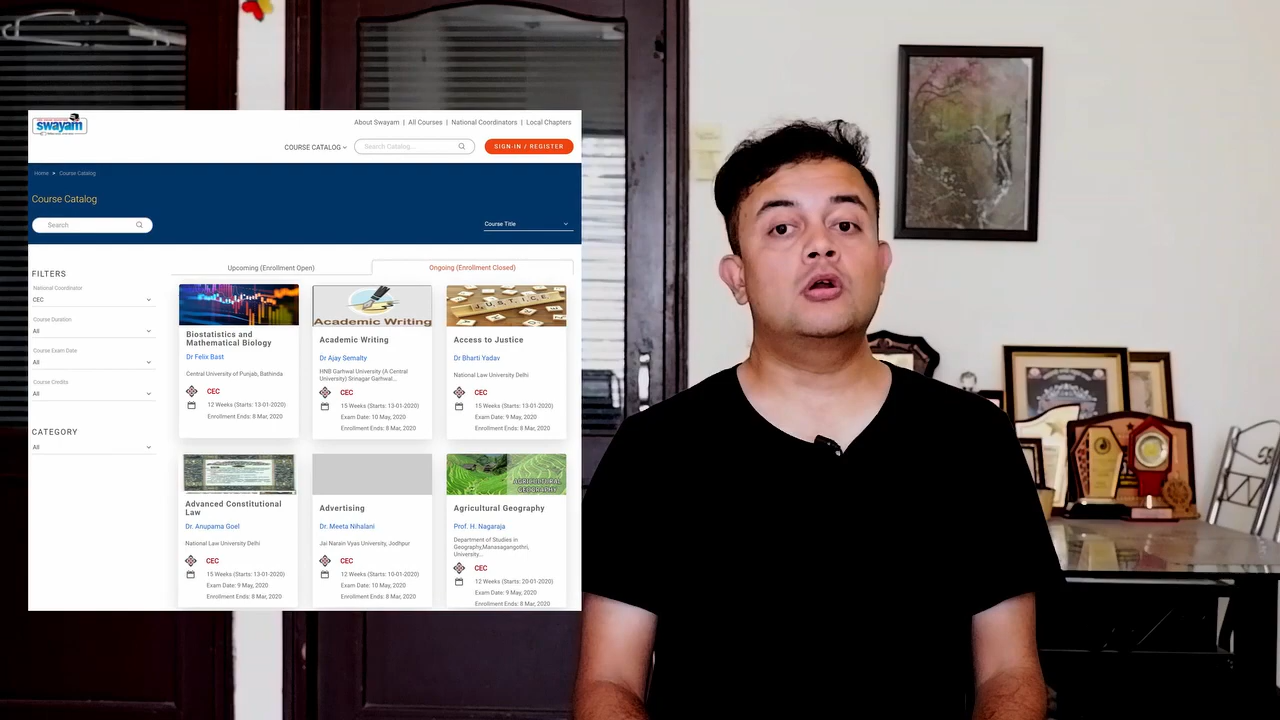 swayam
About Swayam | All Courses | National Coordinators | Local Chapters
COURSE CATALOG
Search Catalog...
SIGN-IN / REGISTER
Home > Course Catalog
Course Catalog
Search
Course Title
FILTERS
National Coordinator
CEC
Course Duration
All
Course Exam Date
All
Course Credits
All
CATEGORY
All
Upcoming (Enrollment Open)
Ongoing (Enrollment Closed)
Biostatistics and
Mathematical Biology
Dr Felix Bast
Central University of Punjab, Bathinda
CEC
12 Weeks (Starts: 13-01-2020)
Enrollment Ends: 8 Mar, 2020
Academic Writing
Academic Writing
Dr Ajay Semalty
HNB Garhwal University (A Central
University) Srinagar Garhwal...
CEC
15 Weeks (Starts: 13-01-2020)
Exam Date: 10 May, 2020
Enrollment Ends: 8 Mar, 2020
JUSTICE
Access to Justice
Dr Bharti Yadav
National Law University Delhi
CEC
15 Weeks (Starts: 13-01-2020)
Exam Date: 9 May, 2020
Enrollment Ends: 8 Mar, 2020
Advanced Constitutional
Law
Dr. Anupama Goel
National Law University Delhi
CEC
15 Weeks (Starts: 13-01-2020)
Exam Date: 9 May, 2020
Enrollment Ends: 8 Mar, 2020
Advertising
Dr. Meeta Nihalani
Jai Narain Vyas University, Jodhpur
CEC
12 Weeks (Starts: 10-01-2020)
Exam Date: 10 May, 2020
Enrollment Ends: 8 Mar, 2020
AGRICULTURAL
GEOGRAPHY
Agricultural Geography
Prof. H. Nagaraja
Department of Studies in
Geography,Manasagangothri,
University...
CEC
12 Weeks (Starts: 20-01-2020)
Exam Date: 9 May, 2020
Enrollment Ends: 8 Mar, 2020